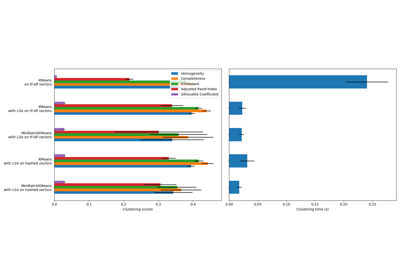 Homogeneity
Completeness
V-measure
Adjusted Rand-Index
Silhouette Coefficient
KMeans
on tf-idf vectors
KMeans
with LSA on tf-idf vectors
MiniBatchKMeans
with LSA on tf-idf vectors
KMeans
with LSA on hashed vectors
MiniBatchKMeans
with LSA on hashed vectors
0.0 0.1 0.2 0.3 0.4
Clustering scores
0.00 0.05 0.10 0.15 0.20 0.25
Clustering time (s)